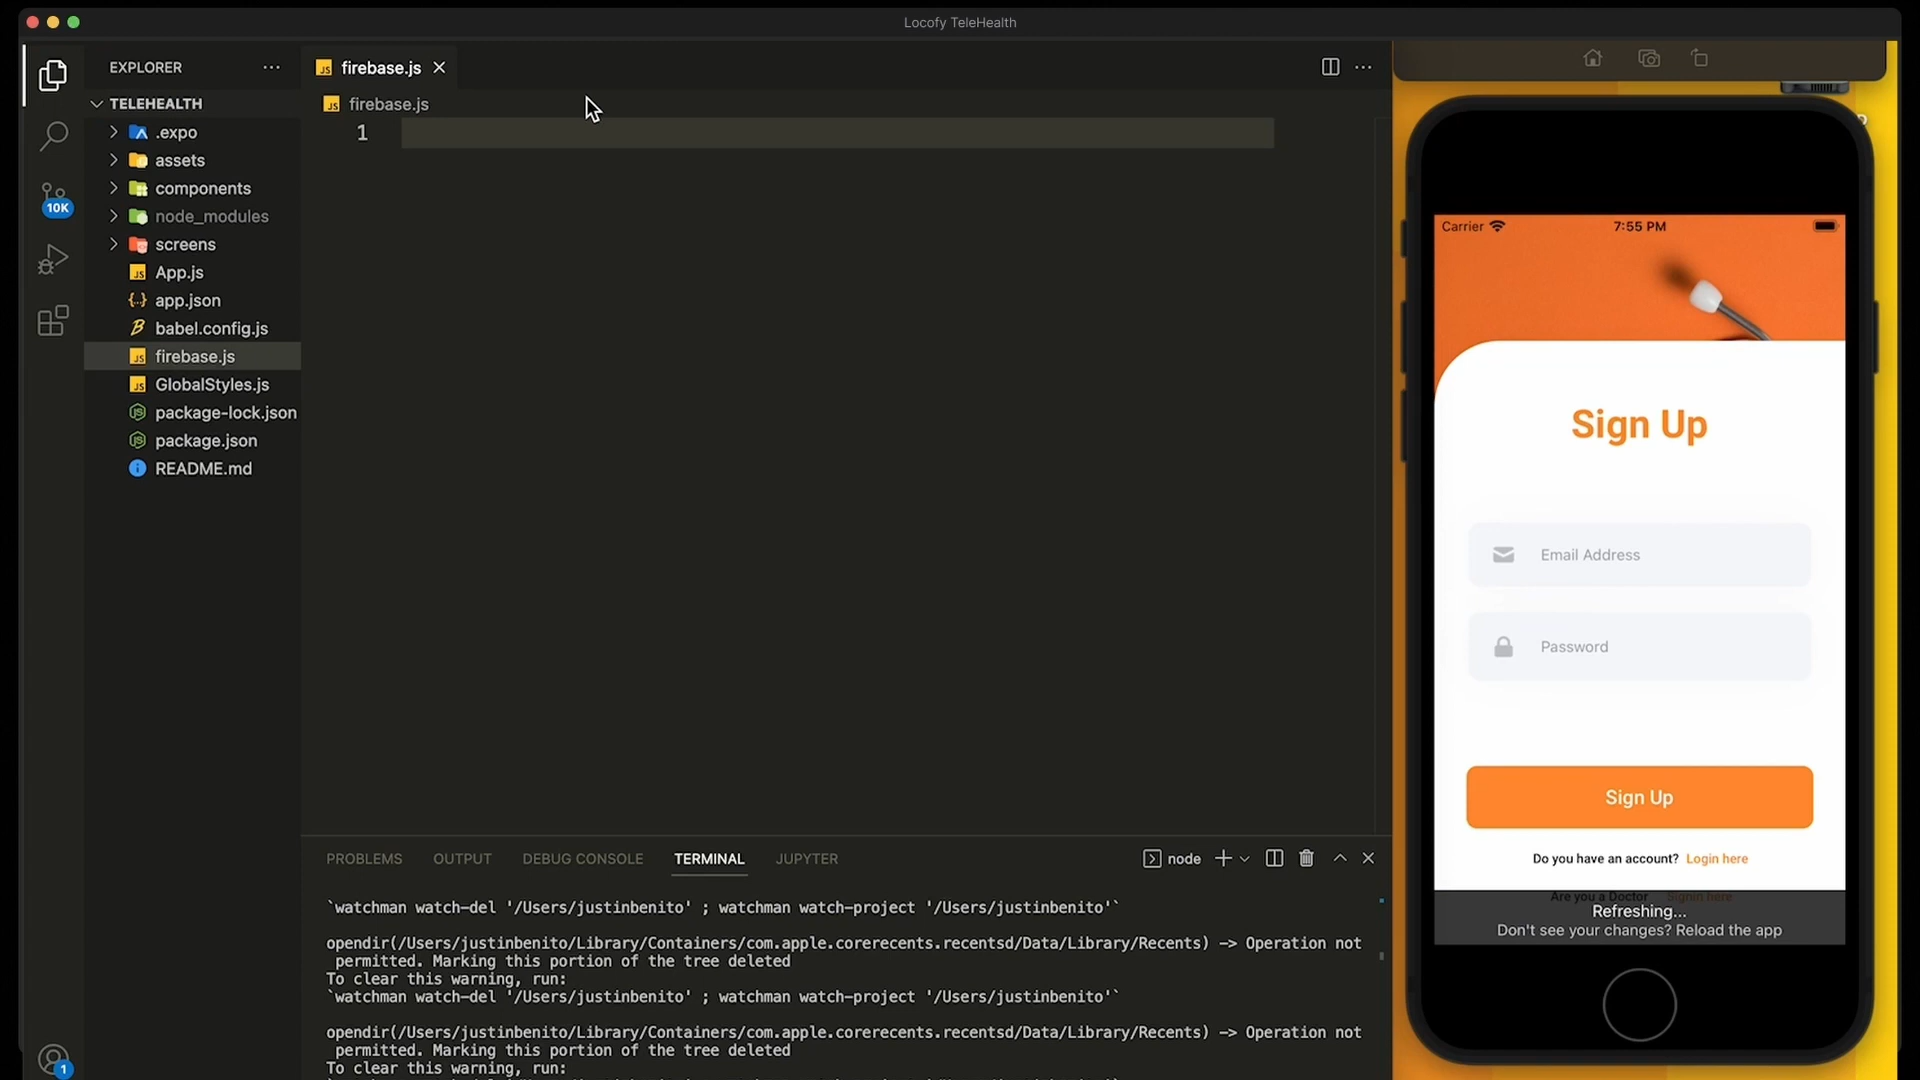 Locofy TeleHealth
EXPLORER
TELEHEALTH
.expo
assets
components
node_modules
screens
App.js
app.json
babel.config.js
firebase.js
GlobalStyles.js
package-lock.json
package.json
README.md
10K
1
firebase.js
firebase.js
1
PROBLEMS OUTPUT DEBUG CONSOLE TERMINAL JUPYTER
node
`watchman watch-del '/Users/justinbenito' ; watchman watch-project '/Users/justinbenito'`
opendir(/Users/justinbenito/Library/Containers/com.apple.corerecents.recentsd/Data/Library/Recents) -> Operation not
permitted. Marking this portion of the tree deleted
To clear this warning, run:
`watchman watch-del '/Users/justinbenito' ; watchman watch-project '/Users/justinbenito'`
opendir(/Users/justinbenito/Library/Containers/com.apple.corerecents.recentsd/Data/Library/Recents) -> Operation not
permitted. Marking this portion of the tree deleted
To clear this warning, run:
Carrier
7:55 PM
Sign Up
Email Address
Password
Sign Up
Do you have an account? Login here
Are you a Doctor Signin here
Refreshing...
Don't see your changes? Reload the app